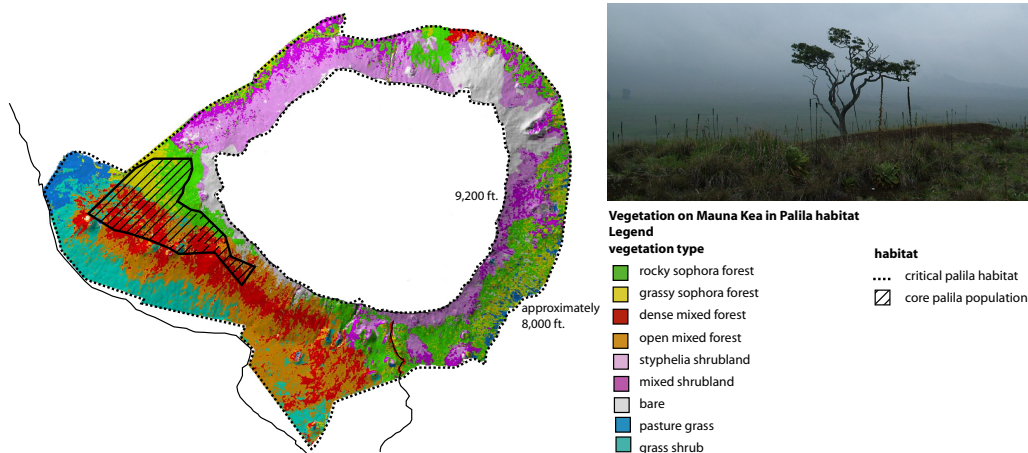 9,200 ft.
approximately
8,000 ft.
Vegetation on Mauna Kea in Palila habitat
Legend
vegetation type
rocky sophora forest
grassy sophora forest
dense mixed forest
open mixed forest
styphelia shrubland
mixed shrubland
bare
pasture grass
grass shrub
habitat
critical palila habitat
core palila population